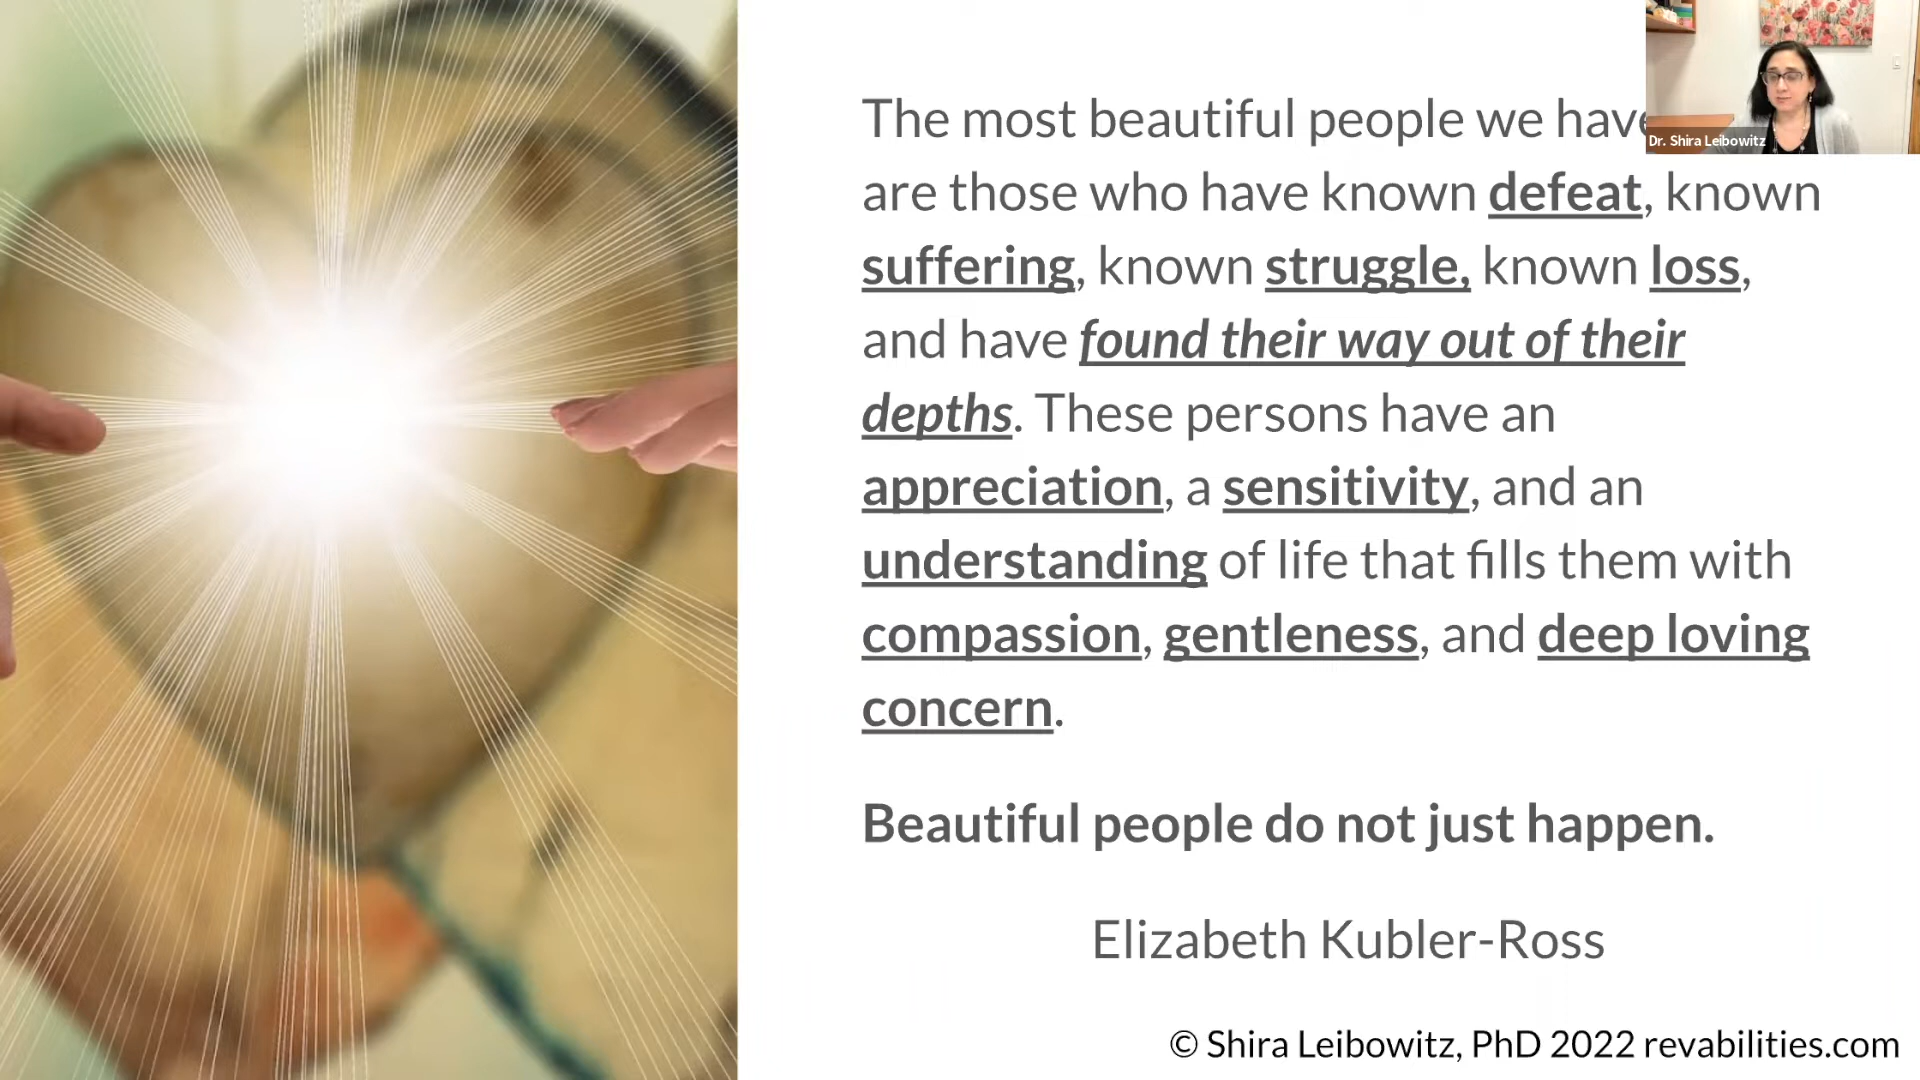 The most beautiful people we have
Dr. Shira Leibowitz
are those who have known defeat, known
suffering, known struggle, known loss,
and have found their way out of their
depths. These persons have an
appreciation, a sensitivity, and an
understanding of life that fills them with
compassion, gentleness, and deep loving
concern.
Beautiful people do not just happen.
Elizabeth Kubler-Ross
© Shira Leibowitz, PhD 2022 revabilities.com